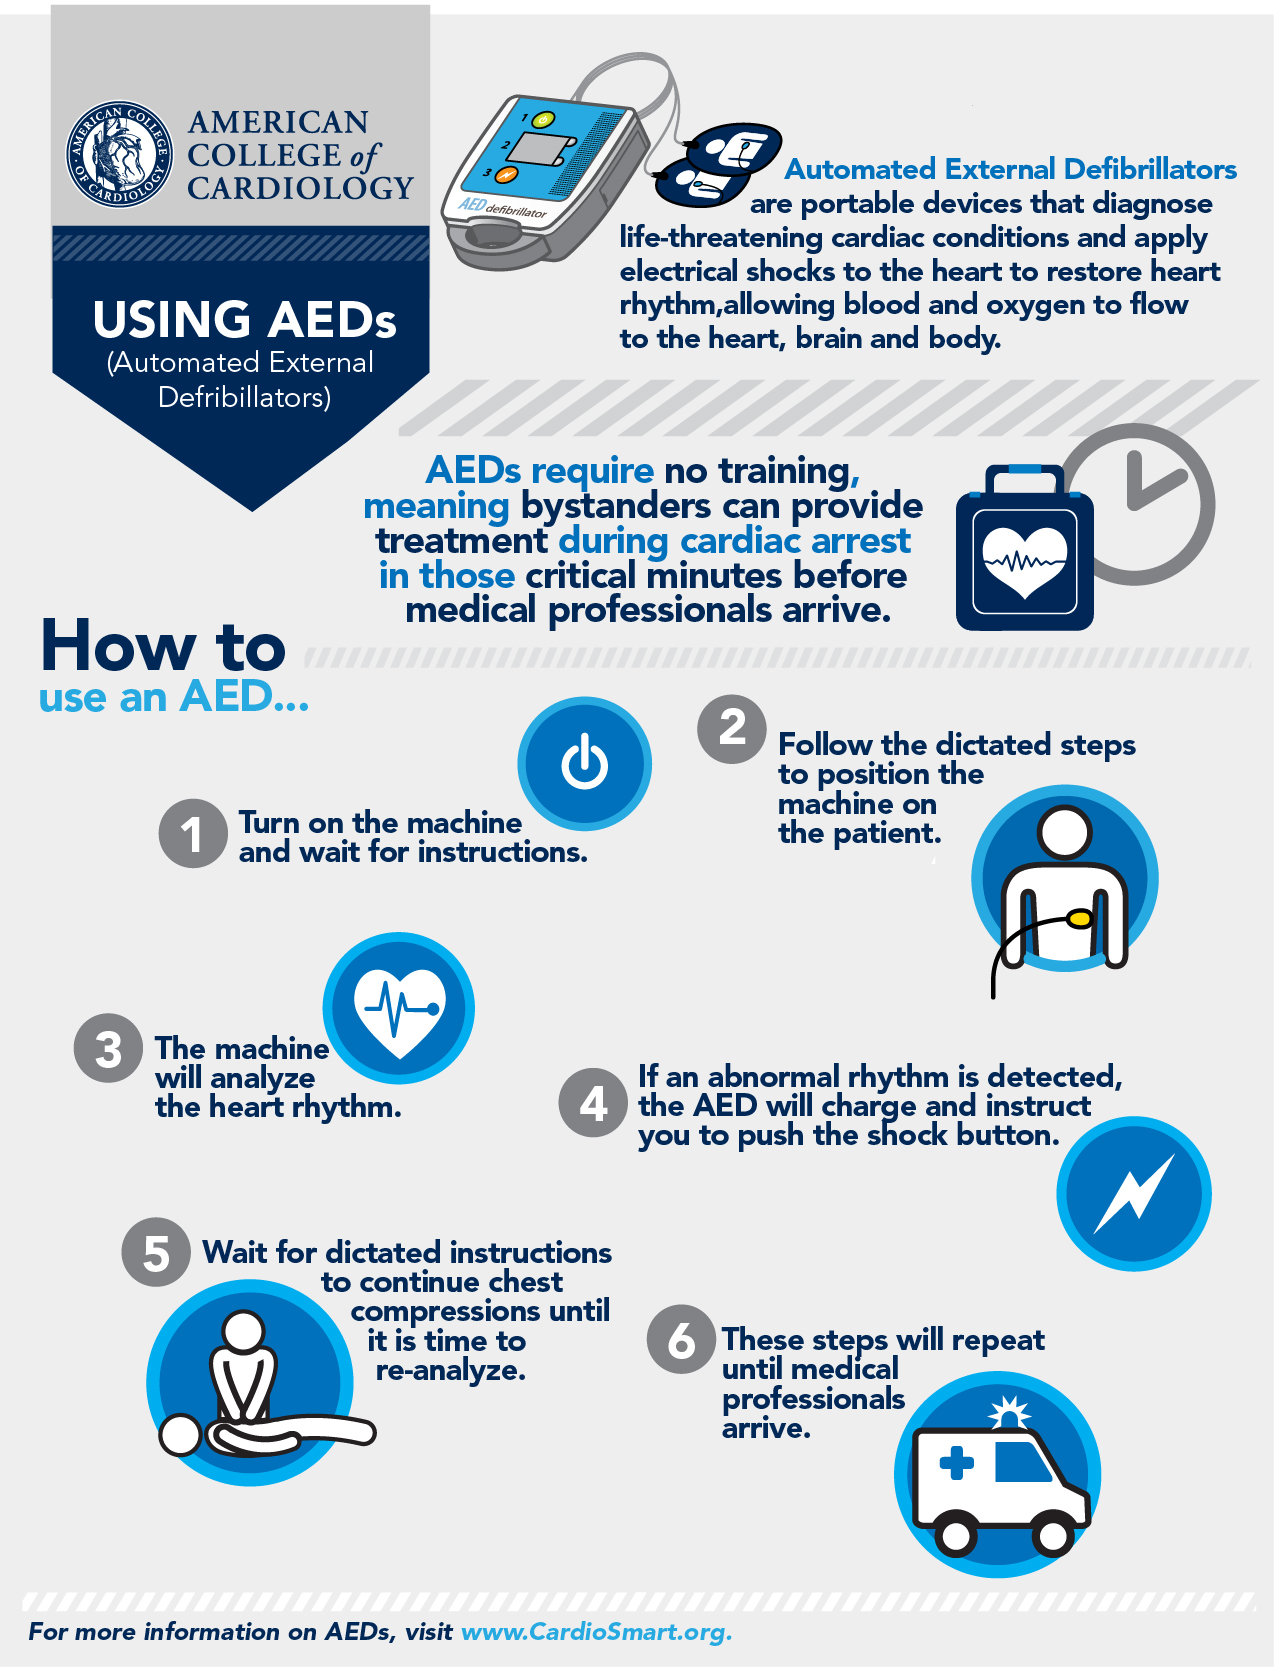 AMERICAN COLLEGE OF CARDIOLOGY
AMERICAN
COLLEGE of
CARDIOLOGY
USING AEDs
(Automated External
Defribillators)
1
2
3
AED defibrillator
Automated External Defibrillators
are portable devices that diagnose
life-threatening cardiac conditions and apply
electrical shocks to the heart to restore heart
rhythm,allowing blood and oxygen to flow
to the heart, brain and body.
AEDs require no training,
meaning bystanders can provide
treatment during cardiac arrest
in those critical minutes before
medical professionals arrive.
How to
use an AED...
1
Turn on the machine
and wait for instructions.
2
Follow the dictated steps
to position the
machine on
the patient.
3
The machine
will analyze
the heart rhythm.
4
If an abnormal rhythm is detected,
the AED will charge and instruct
you to push the shock button.
5
Wait for dictated instructions
to continue chest
compressions until
it is time to
re-analyze.
6
These steps will repeat
until medical
professionals
arrive.
For more information on AEDs, visit www.CardioSmart.org.